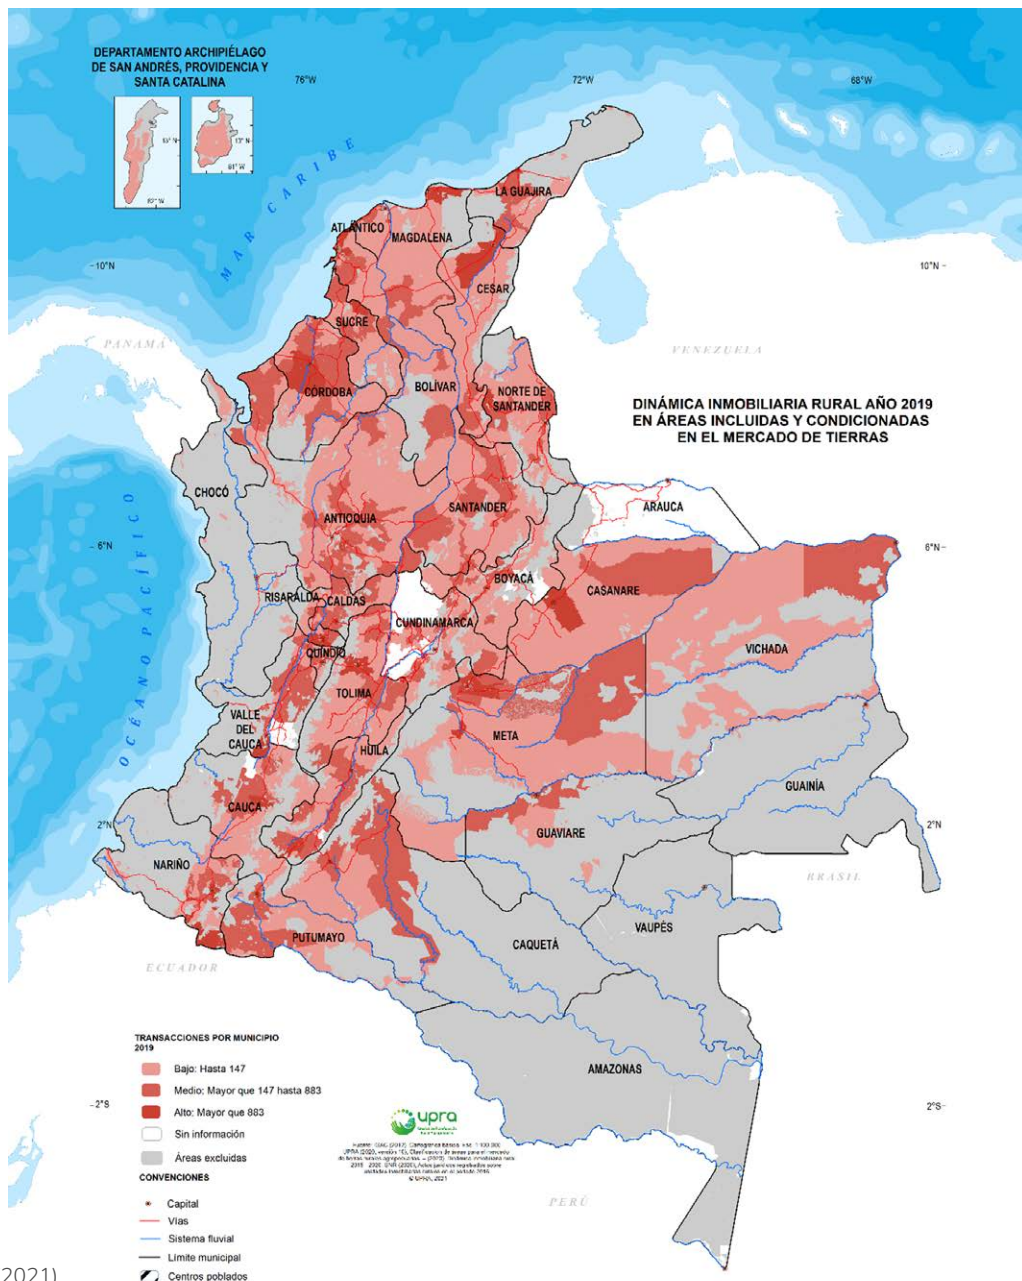 DEPARTAMENTO ARCHIPIÉLAGO
DE SAN ANDRÉS, PROVIDENCIA Y
SANTA CATALINA
76°W
72°W
68°W
13° N
81° W
MAR CARIBE
LA GUAJIRA
ATLÁNTICO
MAGDALENA
10°N
10°N
CESAR
SUCRE
PANAMÁ
VENEZUELA
CÓRDOBA
BOLÍVAR
NORTE DE
SANTANDER
DINÁMICA INMOBILIARIA RURAL AÑO 2019
EN ÁREAS INCLUIDAS Y CONDICIONADAS
EN EL MERCADO DE TIERRAS
CHOCÓ
ANTIOQUIA
SANTANDER
ARAUCA
OCÉANO PACÍFICO
6°N
6°N
BOYACÁ
CASANARE
RISARALDA
CALDAS
CUNDINAMARCA
QUINDIO
VICHADA
TOLIMA
VALLE
DEL
CAUCA
META
HUILA
GUAINÍA
CAUCA
2°N
GUAVIARE
2°N
NARIÑO
BRASIL
VAUPÉS
PUTUMAYO
CAQUETÁ
ECUADOR
AMAZONAS
TRANSACCIONES POR MUNICIPIO
2019
Bajo: Hasta 147
Medio: Mayor que 147 hasta 883
Alto: Mayor que 883
Sin información
Áreas excluidas
2°S
2°S
upra
© UPRA, 2021
CONVENCIONES
Capital
Vías
Sistema fluvial
Límite municipal
Centros poblados
PERÚ
2021)